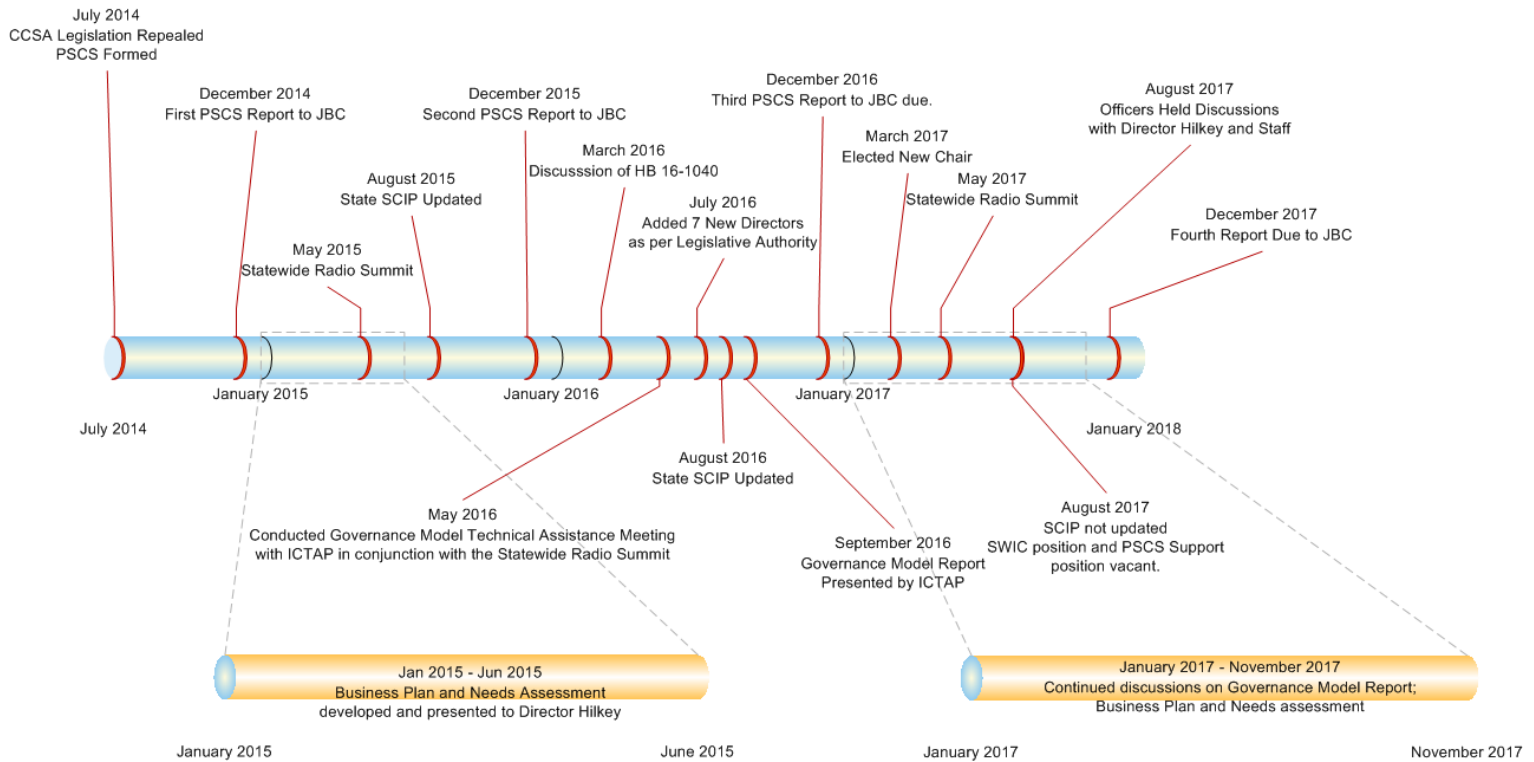 July 2014
CCSA Legislation Repealed
PSCS Formed
December 2014
First PSCS Report to JBC
May 2015
Statewide Radio Summit
August 2015
State SCIP Updated
December 2015
Second PSCS Report to JBC
March 2016
Discusssion of HB 16-1040
July 2016
Added 7 New Directors
as per Legislative Authority
December 2016
Third PSCS Report to JBC due.
March 2017
Elected New Chair
May 2017
Statewide Radio Summit
August 2017
Officers Held Discussions
with Director Hilkey and Staff
December 2017
Fourth Report Due to JBC
January 2015
January 2016
January 2017
July 2014
January 2018
May 2016
Conducted Governance Model Technical Assistance Meeting
with ICTAP in conjunction with the Statewide Radio Summit
August 2016
State SCIP Updated
September 2016
Governance Model Report
Presented by ICTAP
August 2017
SCIP not updated
SWIC position and PSCS Support
position vacant.
Jan 2015 - Jun 2015
Business Plan and Needs Assessment
developed and presented to Director Hilkey
January 2015
June 2015
January 2017 - November 2017
Continued discussions on Governance Model Report;
Business Plan and Needs assessment
January 2017
November 2017